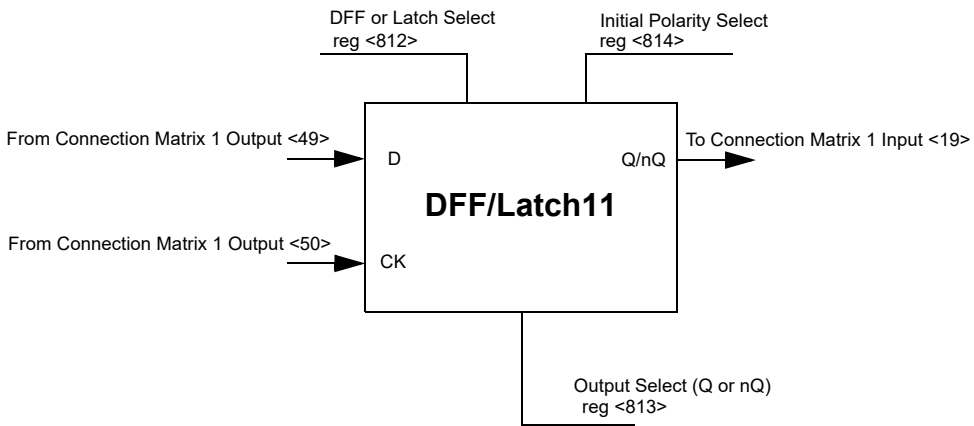 DFF or Latch Select
reg <812>
Initial Polarity Select
reg <814>
From Connection Matrix 1 Output <49>
D
Q/nQ
To Connection Matrix 1 Input <19>
DFF/Latch11
From Connection Matrix 1 Output <50>
CK
Output Select (Q or nQ)
reg <813>